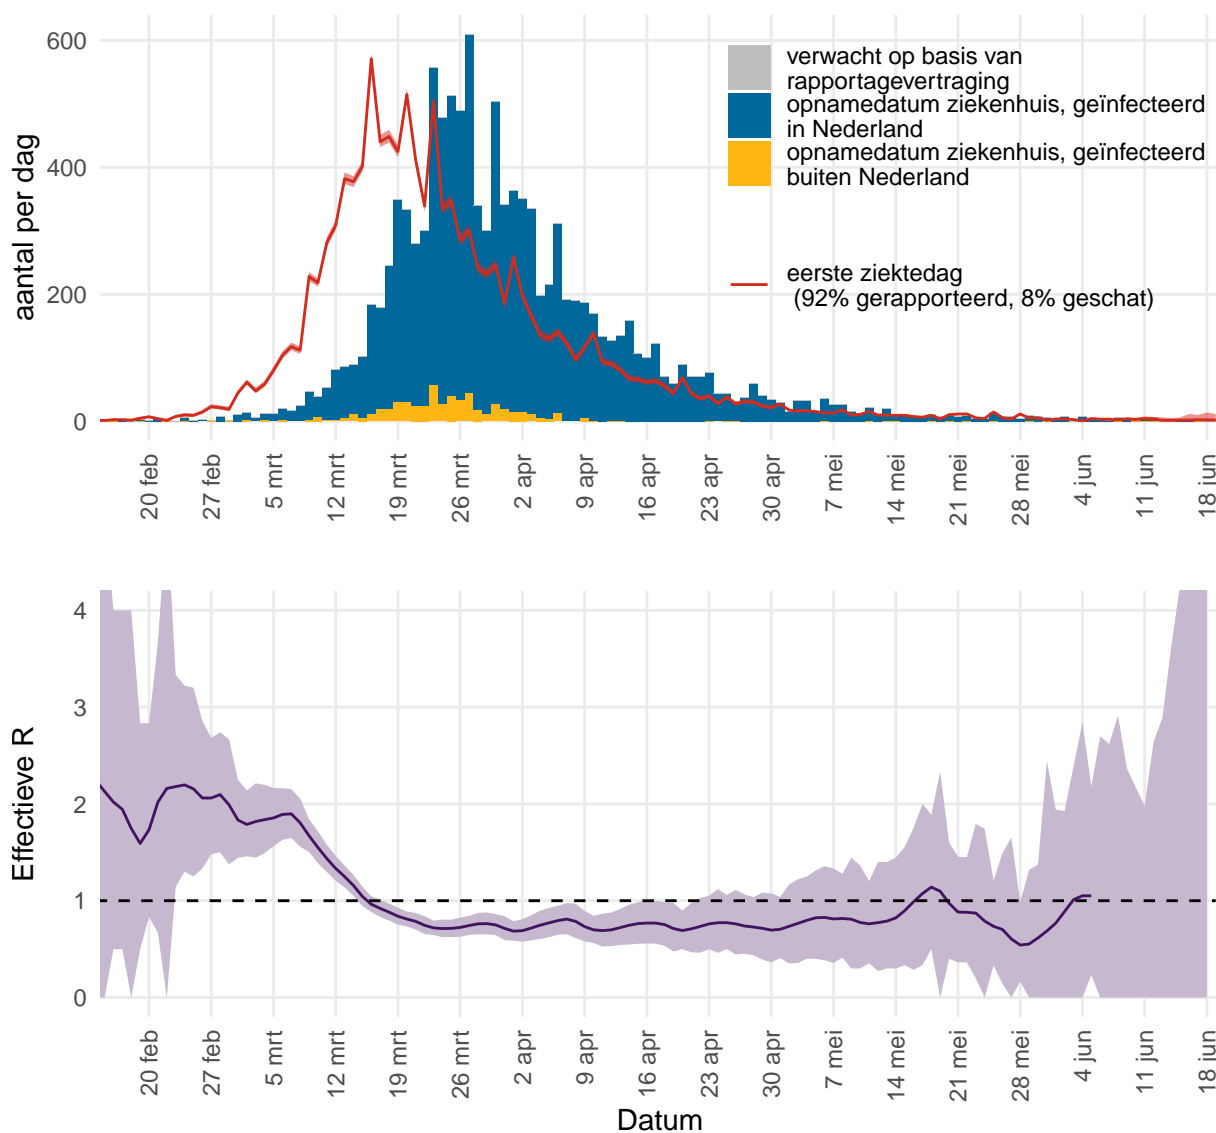 aantal per dag
600
400
200
0
verwacht op basis van
rapportagevertraging
opnamedatum ziekenhuis, geïnfecteerd
in Nederland
opnamedatum ziekenhuis, geïnfecteerd
buiten Nederland
eerste ziektedag
(92% gerapporteerd, 8% geschat)
20 feb
27 feb
5 mrt
12 mrt
19 mrt
26 mrt
2 apr
9 apr
16 apr
23 apr
30 apr
7 mei
14 mei
21 mei
28 mei
4 jun
11 jun
18 jun
Effectieve R
4
3
2
1
0
20 feb
27 feb
5 mrt
12 mrt
19 mrt
26 mrt
2 apr
9 apr
16 apr
23 apr
30 apr
7 mei
14 mei
21 mei
28 mei
4 jun
11 jun
18 jun
Datum